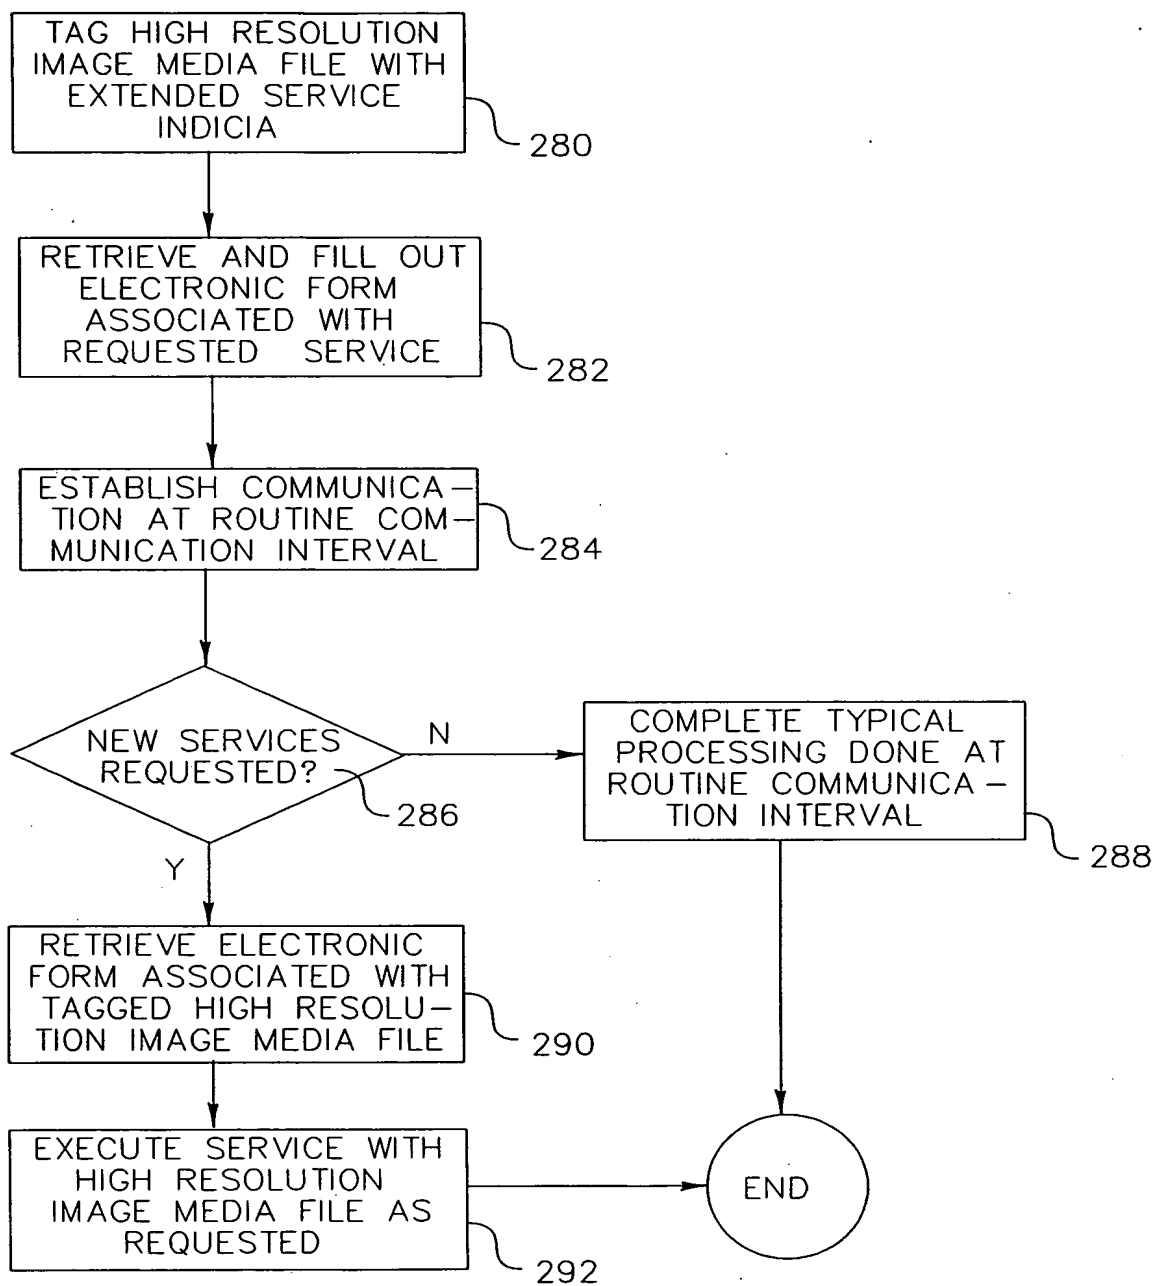 TAG HIGH RESOLUTION
IMAGE MEDIA FILE WITH
EXTENDED SERVICE
INDICIA
280
RETRIEVE AND FILL OUT
ELECTRONIC FORM
ASSOCIATED WITH
REQUESTED SERVICE
282
ESTABLISH COMMUNICA-
TION AT ROUTINE COM-
MUNICATION INTERVAL
284
NEW SERVICES
REQUESTED?
286
N
COMPLETE TYPICAL
PROCESSING DONE AT
ROUTINE COMMUNICA-
TION INTERVAL
288
Y
RETRIEVE ELECTRONIC
FORM ASSOCIATED WITH
TAGGED HIGH RESOLU-
TION IMAGE MEDIA FILE
290
EXECUTE SERVICE WITH
HIGH RESOLUTION
IMAGE MEDIA FILE AS
REQUESTED
292
END